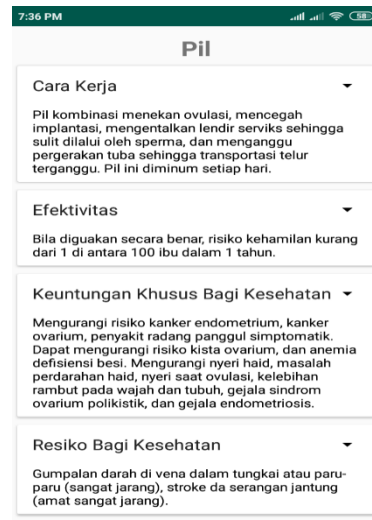 7:36 PM 58
Pil
Cara Kerja
Pil kombinasi menekan ovulasi, mencegah
implantasi, mengentalkan lendir serviks sehingga
sulit dilalui oleh sperma, dan menganggu
pergerakan tuba sehingga transportasi telur
terganggu. Pil ini diminum setiap hari.
Efektivitas
Bila diguakan secara benar, risiko kehamilan kurang
dari 1 di antara 100 ibu dalam 1 tahun.
Keuntungan Khusus Bagi Kesehatan
Mengurangi risiko kanker endometrium, kanker
ovarium, penyakit radang panggul simptomatik.
Dapat mengurangi risiko kista ovarium, dan anemia
defisiensi besi. Mengurangi nyeri haid, masalah
perdarahan haid, nyeri saat ovulasi, kelebihan
rambut pada wajah dan tubuh, gejala sindrom
ovarium polikistik, dan gejala endometriosis.
Resiko Bagi Kesehatan
Gumpalan darah di vena dalam tungkai atau paru-
paru (sangat jarang), stroke da serangan jantung
(amat sangat jarang).